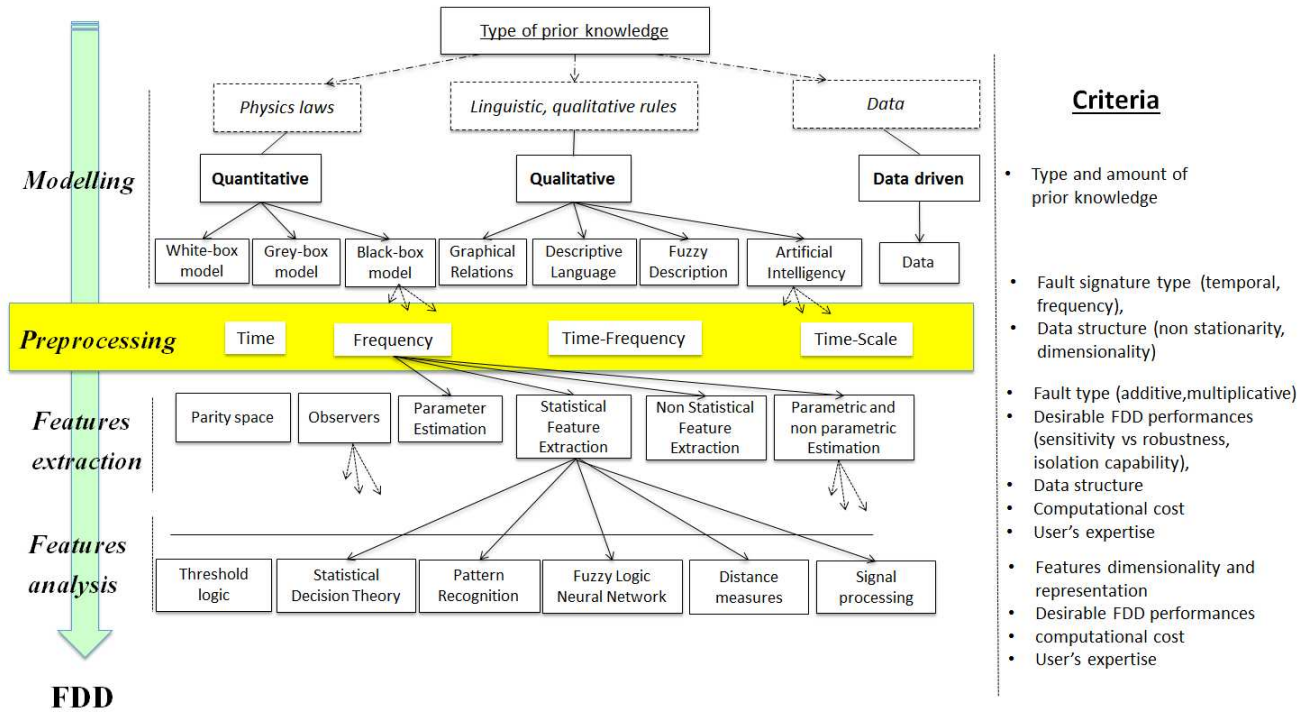 Type of prior knowledge
Physics laws
Linguistic, qualitative rules
Data
Criteria
Modelling
Quantitative
Qualitative
Data driven
• Type and amount of
prior knowledge
White-box
model
Grey-box
model
Black-box
model
Graphical
Relations
Descriptive
Language
Fuzzy
Description
Artificial
Intelligency
Data
• Fault signature type (temporal,
frequency),
• Data structure (non stationarity,
dimensionality)
Preprocessing
Time
Frequency
Time-Frequency
Time-Scale
Features
extraction
Parity space
Observers
Parameter
Estimation
Statistical
Feature
Extraction
Non Statistical
Feature
Extraction
Parametric and
non parametric
Estimation
• Fault type (additive,multiplicative)
• Desirable FDD performances
(sensitivity vs robustness,
isolation capability),
• Data structure
• Computational cost
• User's expertise
Features
analysis
Threshold
logic
Statistical
Decision Theory
Pattern
Recognition
Fuzzy Logic
Neural Network
Distance
measures
Signal
processing
• Features dimensionality and
representation
• Desirable FDD performances
• computational cost
• User's expertise
FDD